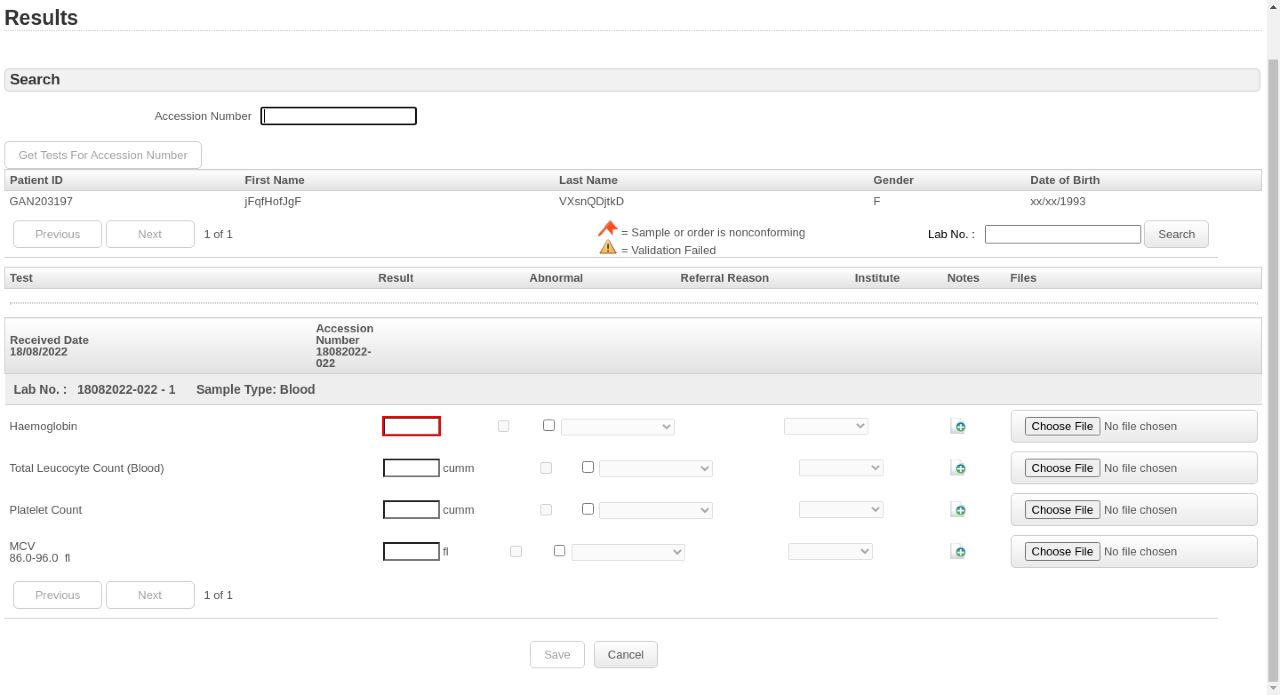 Results
Search
Accession Number
Get Tests For Accession Number
Patient ID First Name Last Name Gender Date of Birth
GAN203197 jFqfHofJgF VXsnQDjtkD F xx/xx/1993
Previous Next 1 of 1 = Sample or order is nonconforming Lab No. : Search
= Validation Failed
Test Result Abnormal Referral Reason Institute Notes Files
Received Date
18/08/2022
Accession
Number
18082022-
022
Lab No. : 18082022-022 - 1 Sample Type: Blood
Haemoglobin Choose File No file chosen
Total Leucocyte Count (Blood) cumm Choose File No file chosen
Platelet Count cumm Choose File No file chosen
MCV
86.0-96.0 fl fl Choose File No file chosen
Previous Next 1 of 1
Save Cancel